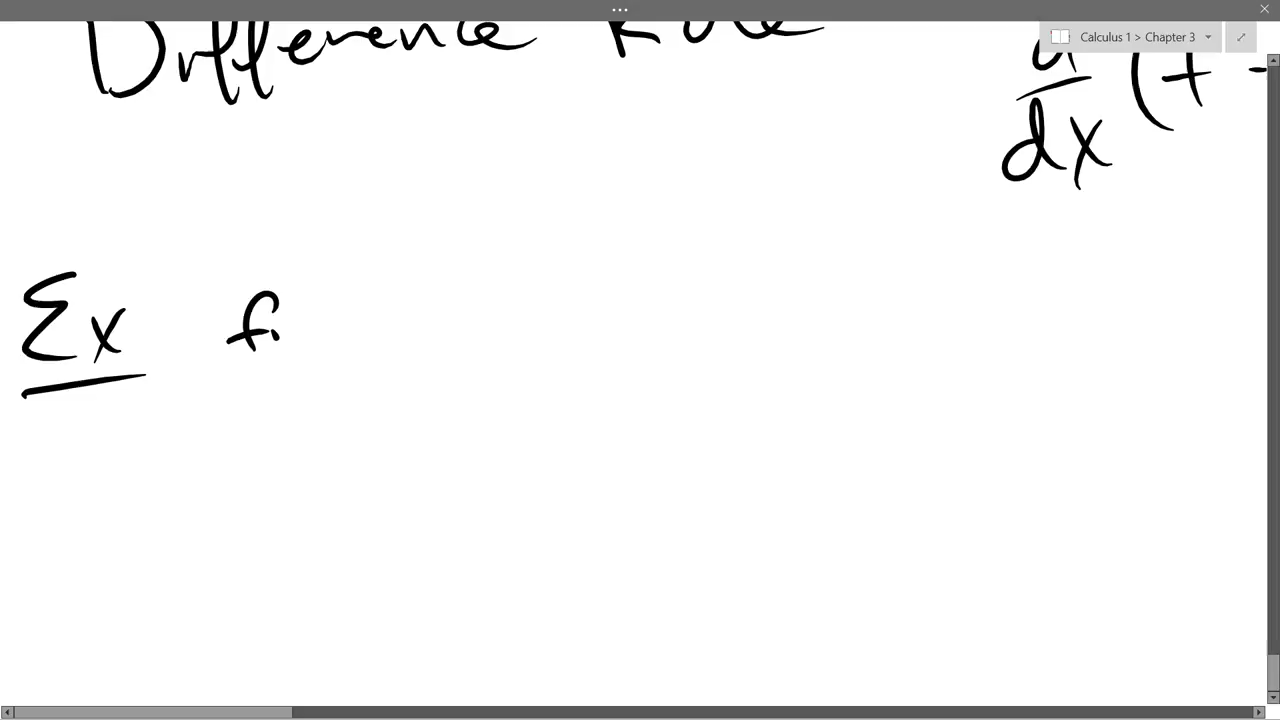 Calculus 1 > Chapter 3
Difference Rule
d/dx (f -
Ex f